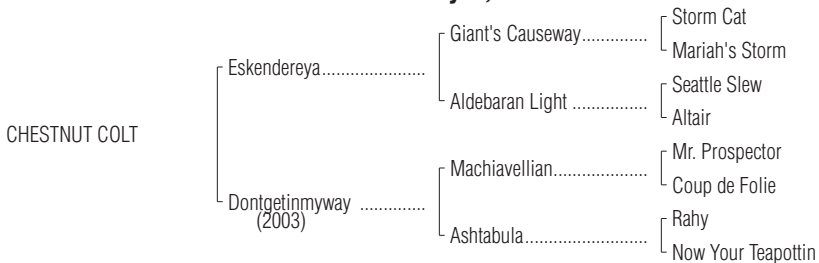 Storm Cat
Giant's Causeway..............
Mariah's Storm
Eskendereya......................
Seattle Slew
Aldebaran Light ................
Altair
CHESTNUT COLT
Mr. Prospector
Machiavellian....................
Coup de Folie
Dontgetinmyway ..............
(2003)
Rahy
Ashtabula..........................
Now Your Teapottin